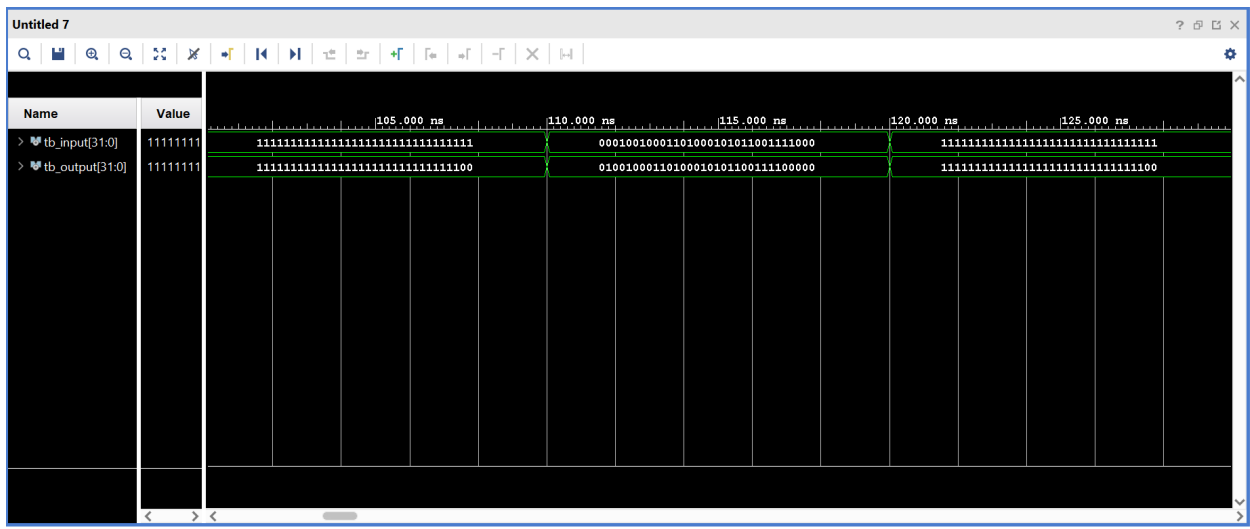 Untitled 7
Name Value
105.000 ns 110.000 ns 115.000 ns 120.000 ns 125.000 ns
tb_input[31:0] 11111111 11111111111111111111111111111111 00010010001101000101011001111000 11111111111111111111111111111111
tb_output[31:0] 11111111 11111111111111111111111111111100 01001000110100010101100111100000 11111111111111111111111111111100